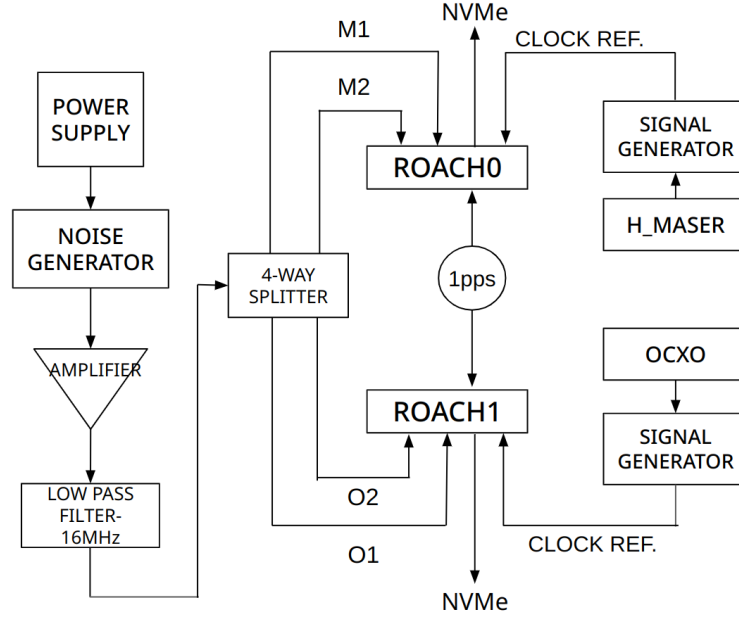 NVMe
M1
CLOCK REF.
M2
POWER
SUPPLY
SIGNAL
GENERATOR
ROACH0
H_MASER
NOISE
GENERATOR
4-WAY
SPLITTER
1pps
OCXO
AMPLIFIER
ROACH1
SIGNAL
GENERATOR
LOW PASS
FILTER-
16MHz
O2
O1
CLOCK REF.
NVMe